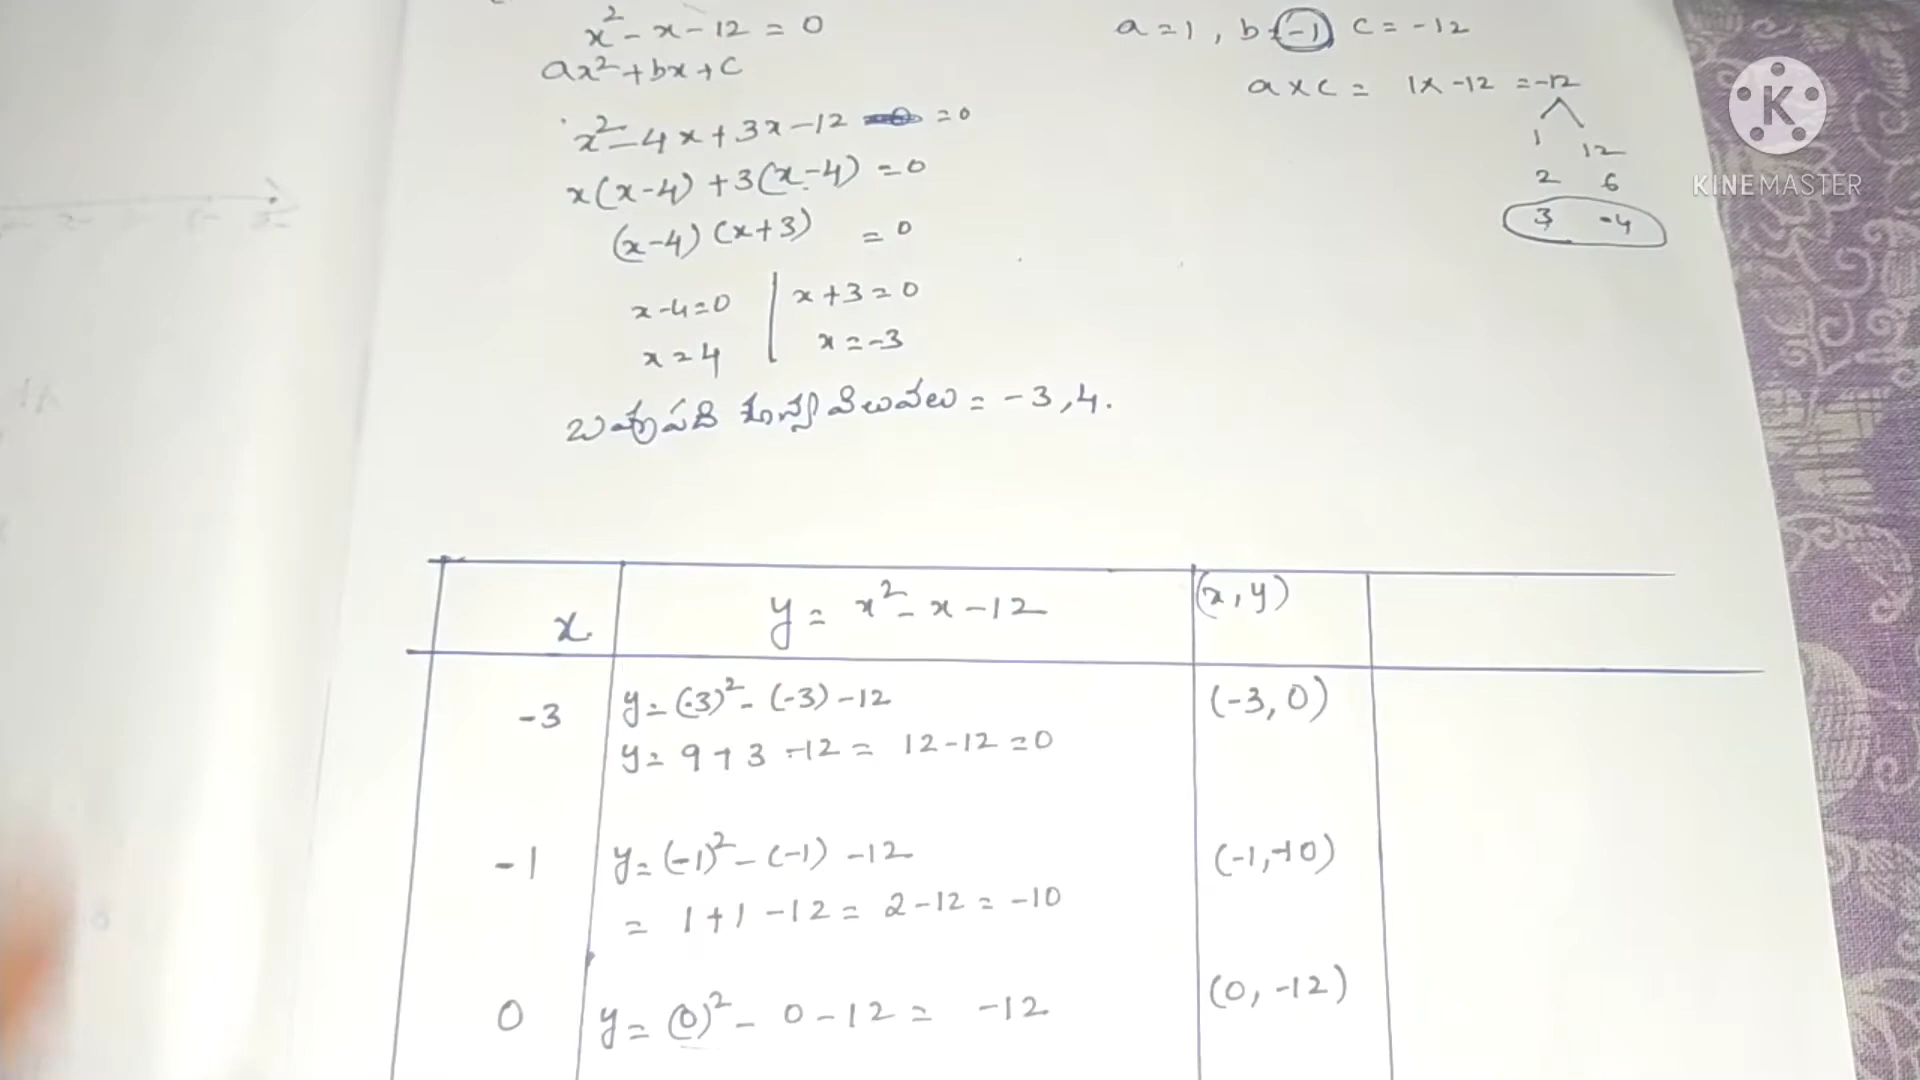 x² - x - 12 = 0
ax² + bx + c
x² - 4x + 3x - 12 = 0
x(x-4) + 3(x-4) = 0
(x-4) (x+3) = 0
x-4=0 | x+3=0
x=4 | x=-3
బహుపది శూన్య విలువలు = -3, 4.
a=1, b=-1 c=-12
a×c = 1×-12 = -12
1 12
2 6
3 -4
K
KINEMASTER
x y = x² - x - 12 (x, y)
-3 y = (-3)² - (-3) - 12 (-3, 0)
y = 9 + 3 - 12 = 12-12 = 0
-1 y = (-1)² - (-1) - 12 (-1, -10)
= 1+1 - 12 = 2-12 = -10
0 y = (0)² - 0 - 12 = -12 (0, -12)